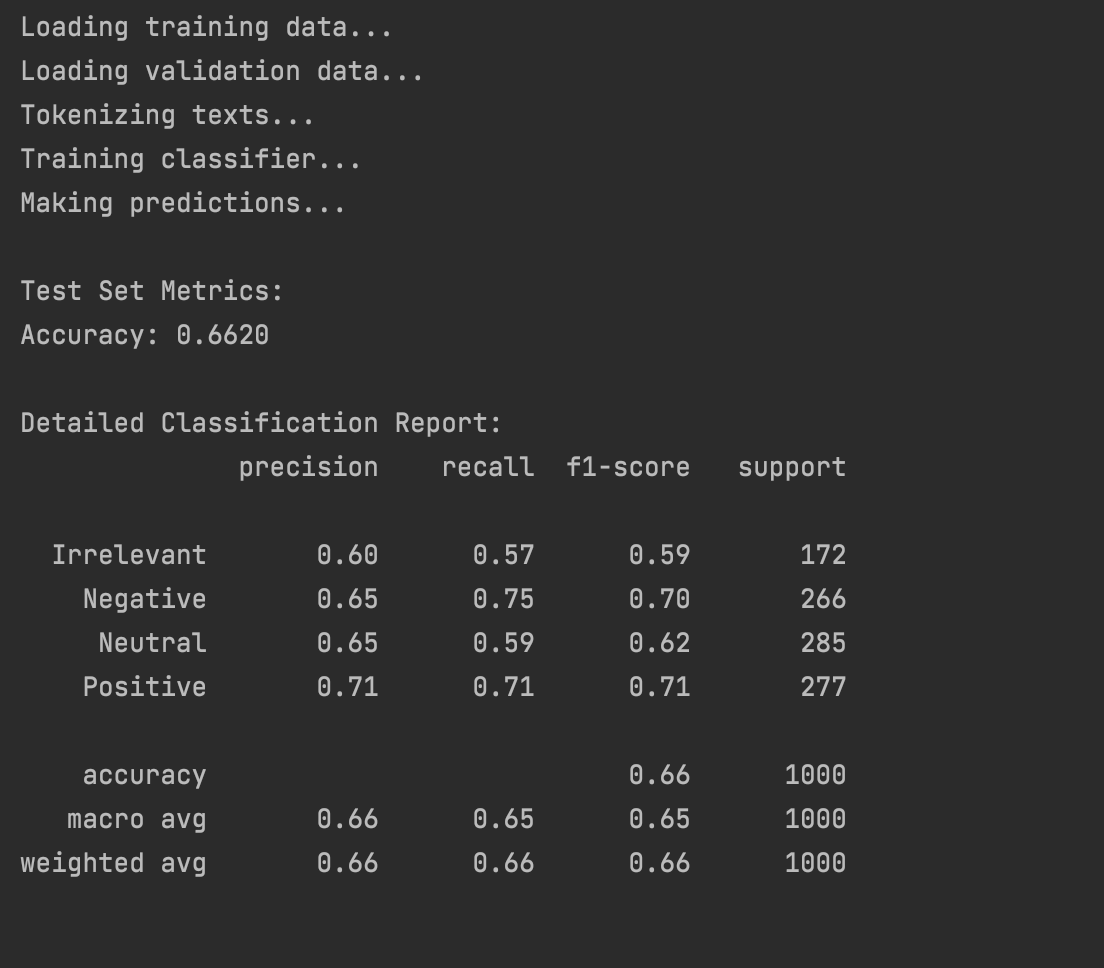 Loading training data...
Loading validation data...
Tokenizing texts...
Training classifier...
Making predictions...
Test Set Metrics:
Accuracy: 0.6620
Detailed Classification Report:
              precision    recall  f1-score   support
  Irrelevant       0.60      0.57      0.59       172
    Negative       0.65      0.75      0.70       266
     Neutral       0.65      0.59      0.62       285
    Positive       0.71      0.71      0.71       277
    accuracy                           0.66      1000
   macro avg       0.66      0.65      0.65      1000
weighted avg       0.66      0.66      0.66      1000